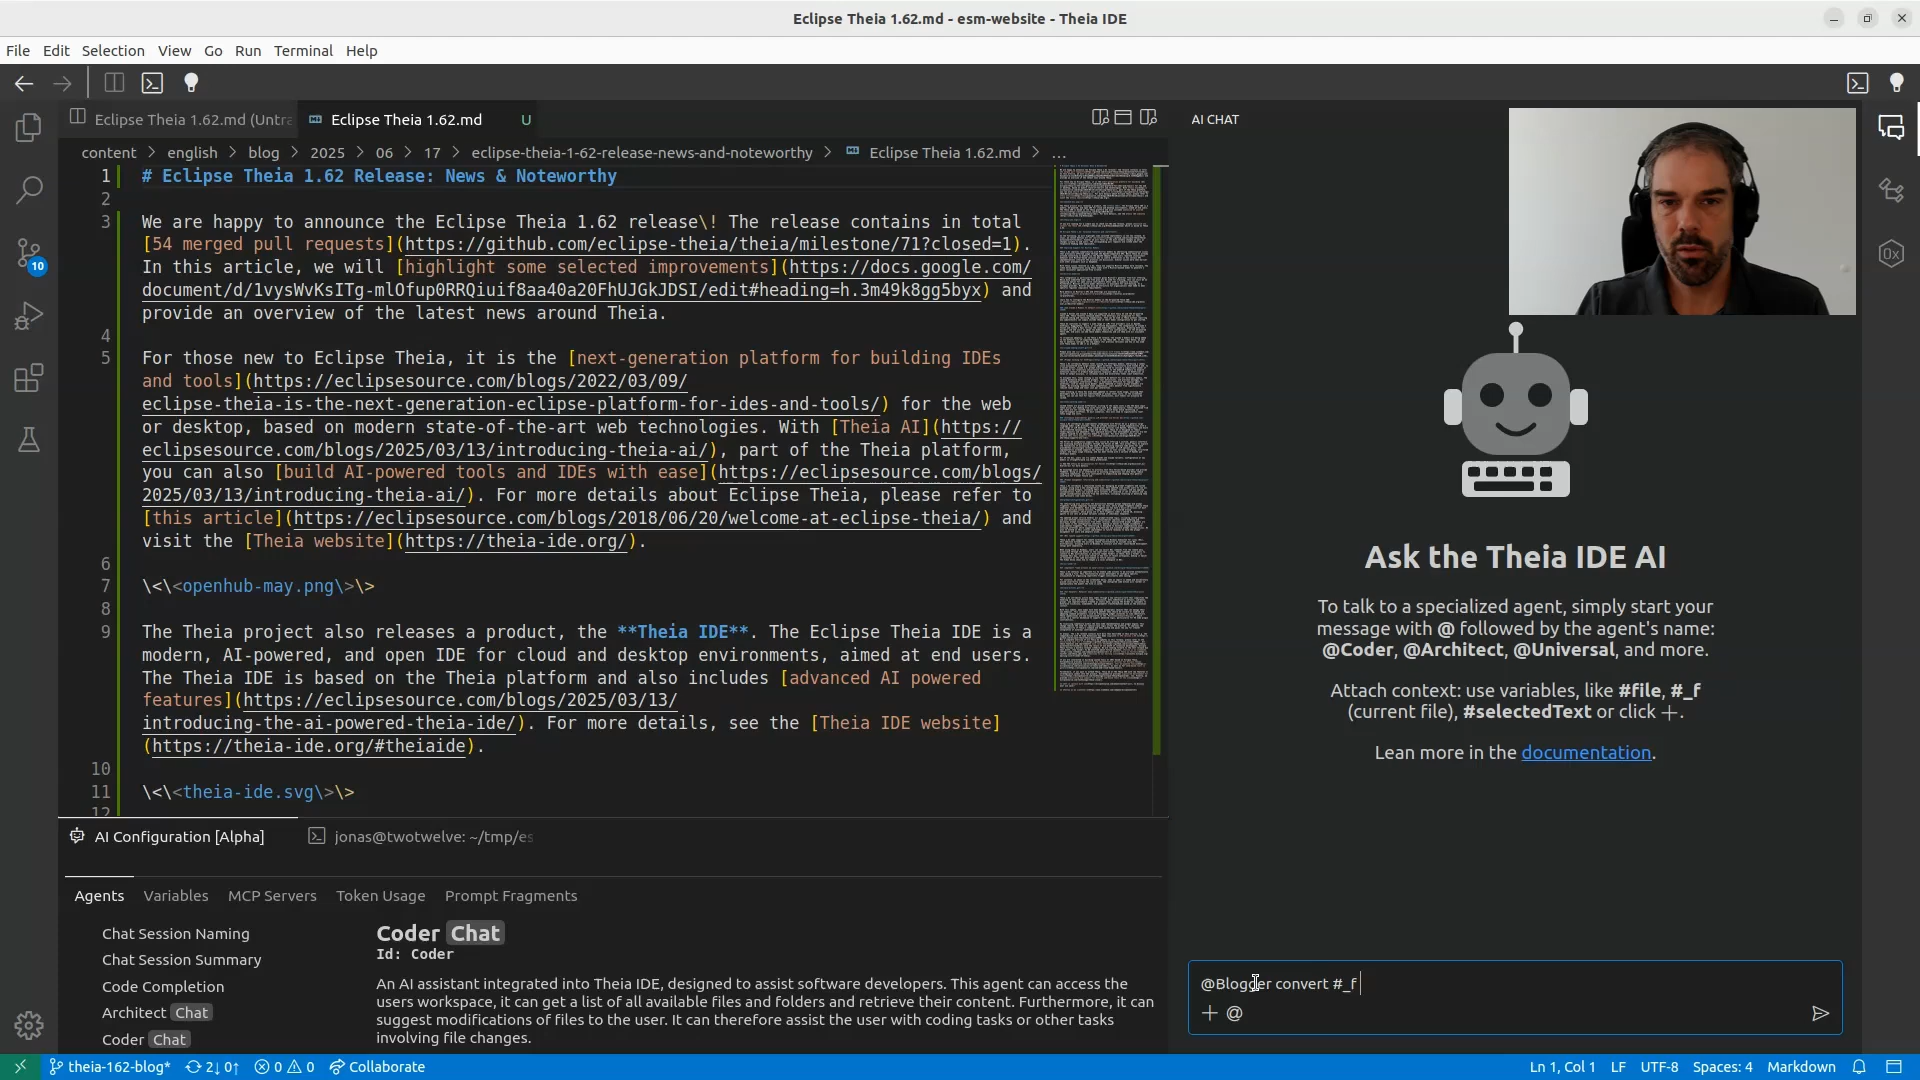 Eclipse Theia 1.62.md - esm-website - Theia IDE
File Edit Selection View Go Run Terminal Help
Eclipse Theia 1.62.md (Untra
Eclipse Theia 1.62.md U
content > english > blog > 2025 > 06 > 17 > eclipse-theia-1-62-release-news-and-noteworthy > Eclipse Theia 1.62.md > ...
1 # Eclipse Theia 1.62 Release: News & Noteworthy
2
3 We are happy to announce the Eclipse Theia 1.62 release\! The release contains in total
[54 merged pull requests](https://github.com/eclipse-theia/theia/milestone/71?closed=1).
In this article, we will [highlight some selected improvements](https://docs.google.com/
document/d/1vysWvKsITg-mlOfup0RRQiuif8aa40a20FhUJGkJDSI/edit#heading=h.3m49k8gg5byx) and
provide an overview of the latest news around Theia.
4
5 For those new to Eclipse Theia, it is the [next-generation platform for building IDEs
and tools](https://eclipsesource.com/blogs/2022/03/09/
eclipse-theia-is-the-next-generation-eclipse-platform-for-ides-and-tools/) for the web
or desktop, based on modern state-of-the-art web technologies. With [Theia AI](https://
eclipsesource.com/blogs/2025/03/13/introducing-theia-ai/), part of the Theia platform,
you can also [build AI-powered tools and IDEs with ease](https://eclipsesource.com/blogs/
2025/03/13/introducing-theia-ai/). For more details about Eclipse Theia, please refer to
[this article](https://eclipsesource.com/blogs/2018/06/20/welcome-at-eclipse-theia/) and
visit the [Theia website](https://theia-ide.org/).
6
7 \<\<openhub-may.png\>\>
8
9 The Theia project also releases a product, the **Theia IDE**. The Eclipse Theia IDE is a
modern, AI-powered, and open IDE for cloud and desktop environments, aimed at end users.
The Theia IDE is based on the Theia platform and also includes [advanced AI powered
features](https://eclipsesource.com/blogs/2025/03/13/
introducing-the-ai-powered-theia-ide/). For more details, see the [Theia IDE website]
(https://theia-ide.org/#theiaide).
10
11 \<\<theia-ide.svg\>\>
12
AI Configuration [Alpha]
jonas@twotwelve: ~/tmp/es
Agents Variables MCP Servers Token Usage Prompt Fragments
Chat Session Naming
Chat Session Summary
Code Completion
Architect Chat
Coder Chat
Coder Chat
Id: Coder
An AI assistant integrated into Theia IDE, designed to assist software developers. This agent can access the
users workspace, it can get a list of all available files and folders and retrieve their content. Furthermore, it can
suggest modifications of files to the user. It can therefore assist the user with coding tasks or other tasks
involving file changes.
AI CHAT
Ask the Theia IDE AI
To talk to a specialized agent, simply start your
message with @ followed by the agent's name:
@Coder, @Architect, @Universal, and more.
Attach context: use variables, like #file, #_f
(current file), #selectedText or click +.
Lean more in the documentation.
@Blogger convert #_f
+ @
10
0x
theia-162-blog* 2↓ 0↑ 0 0 Collaborate
Ln 1, Col 1 LF UTF-8 Spaces: 4 Markdown